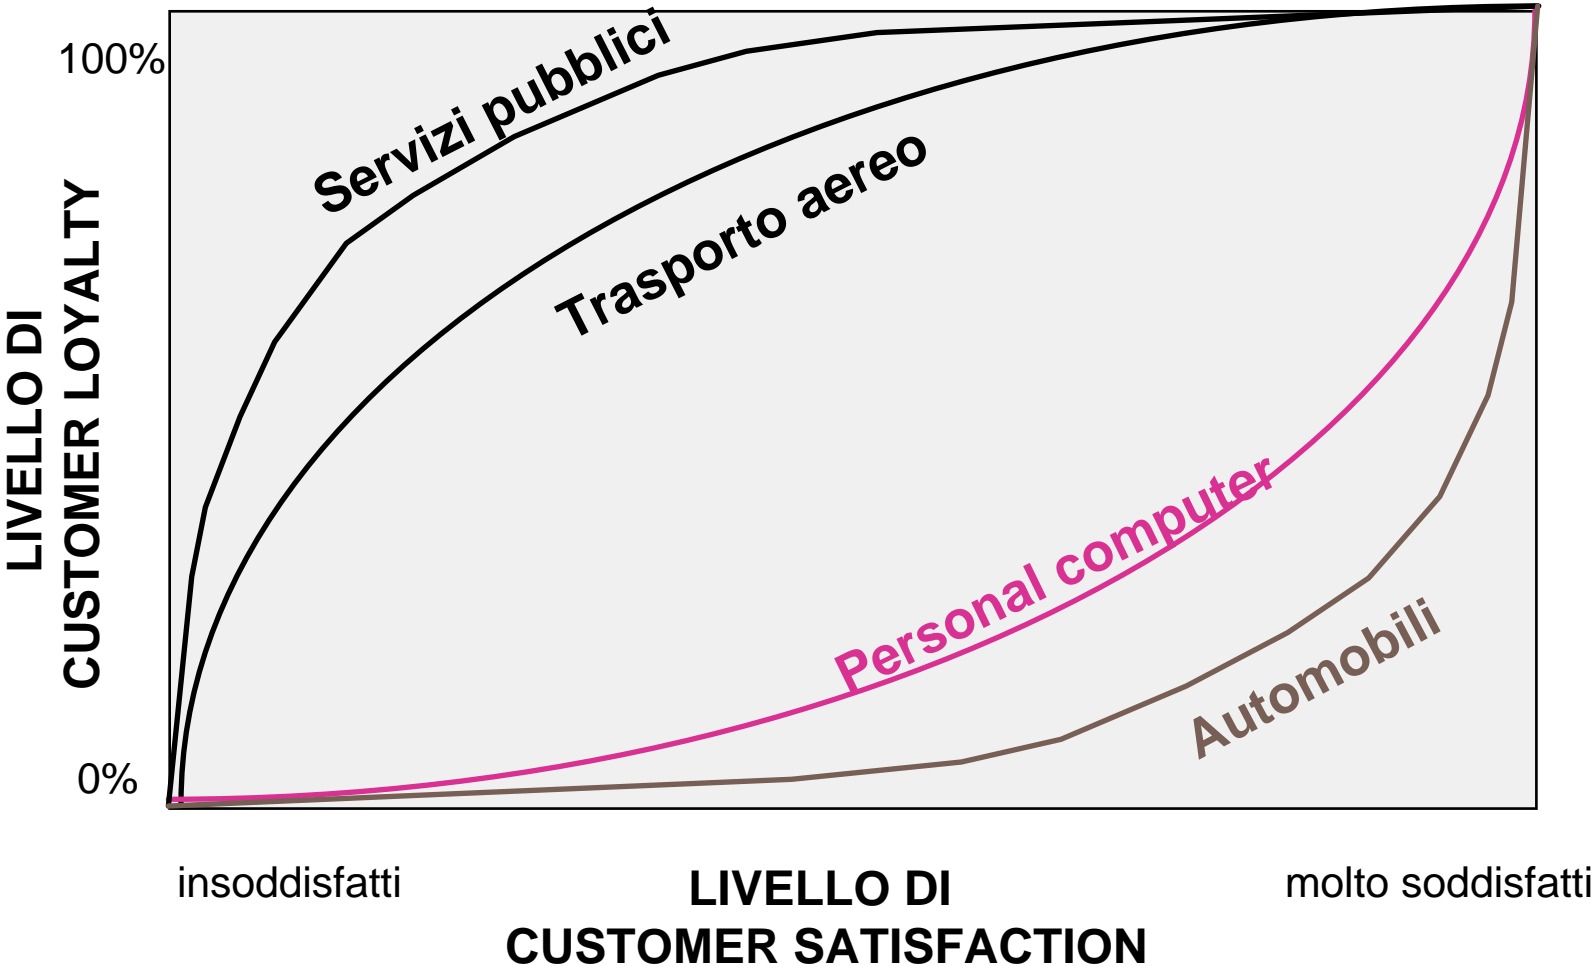 100%
Servizi pubblici
Trasporto aereo
LIVELLO DI
CUSTOMER LOYALTY
Personal computer
Automobili
0%
insoddisfatti
LIVELLO DI
CUSTOMER SATISFACTION
molto soddisfatti